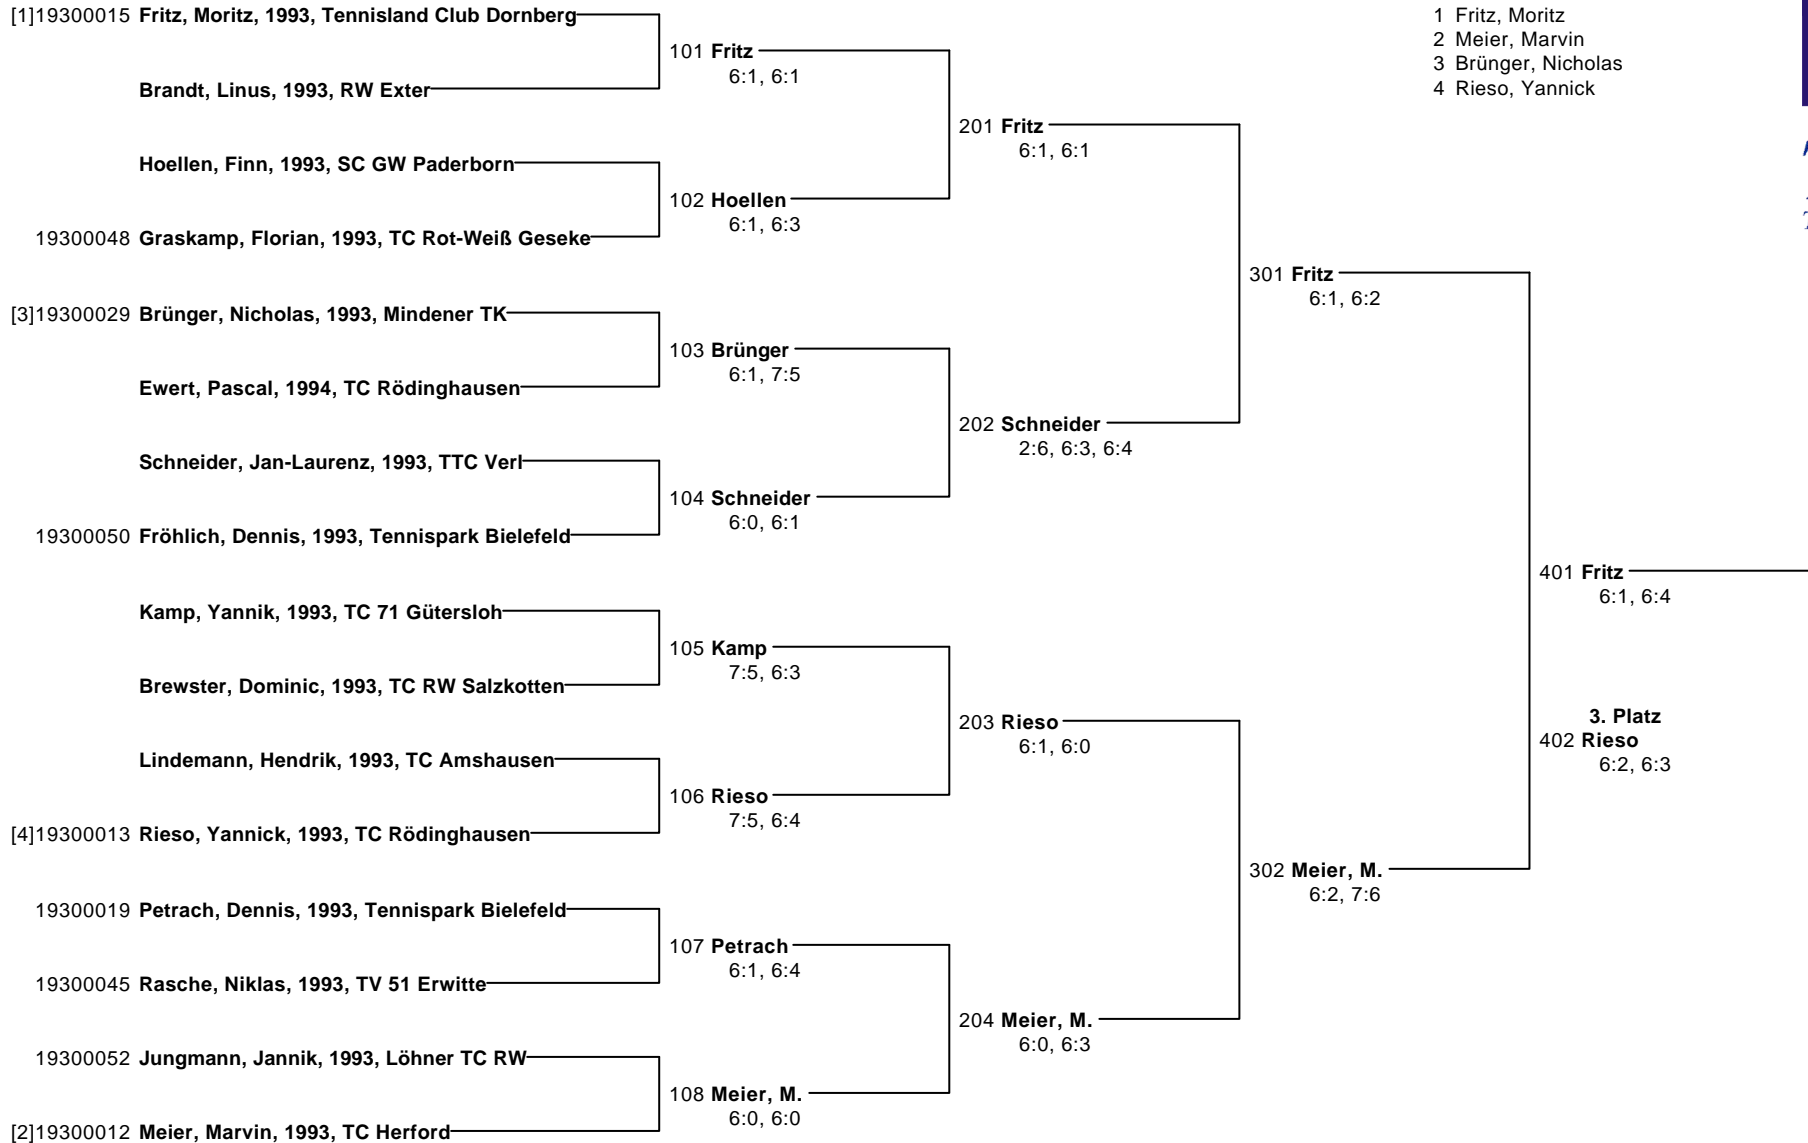 [1]19300015 Fritz, Moritz, 1993, Tennisland Club Dornberg
Brandt, Linus, 1993, RW Exter
Hoellen, Finn, 1993, SC GW Paderborn
19300048 Graskamp, Florian, 1993, TC Rot-Weiß Geseke
[3]19300029 Brünger, Nicholas, 1993, Mindener TK
Ewert, Pascal, 1994, TC Rödinghausen
Schneider, Jan-Laurenz, 1993, TTC Verl
19300050 Fröhlich, Dennis, 1993, Tennispark Bielefeld
Kamp, Yannik, 1993, TC 71 Gütersloh
Brewster, Dominic, 1993, TC RW Salzkotten
Lindemann, Hendrik, 1993, TC Amshausen
[4]19300013 Rieso, Yannick, 1993, TC Rödinghausen
19300019 Petrach, Dennis, 1993, Tennispark Bielefeld
19300045 Rasche, Niklas, 1993, TV 51 Erwitte
19300052 Jungmann, Jannik, 1993, Löhner TC RW
[2]19300012 Meier, Marvin, 1993, TC Herford
101 Fritz
6:1, 6:1
102 Hoellen
6:1, 6:3
103 Brünger
6:1, 7:5
104 Schneider
6:0, 6:1
105 Kamp
7:5, 6:3
106 Rieso
7:5, 6:4
107 Petrach
6:1, 6:4
108 Meier, M.
6:0, 6:0
201 Fritz
6:1, 6:1
202 Schneider
2:6, 6:3, 6:4
203 Rieso
6:1, 6:0
204 Meier, M.
6:0, 6:3
301 Fritz
6:1, 6:2
302 Meier, M.
6:2, 7:6
401 Fritz
6:1, 6:4
3. Platz
402 Rieso
6:2, 6:3
1 Fritz, Moritz
2 Meier, Marvin
3 Brünger, Nicholas
4 Rieso, Yannick